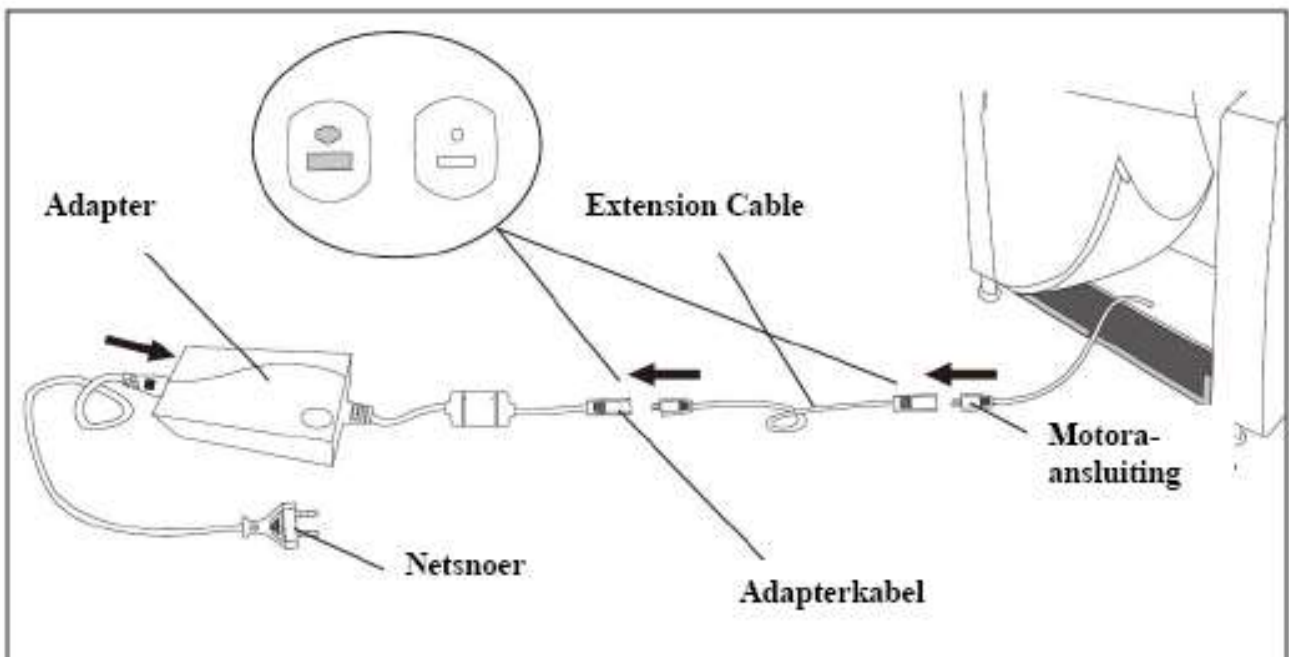 Adapter
Extension Cable
Motora-
ansluiting
Netsnoer
Adapterkabel